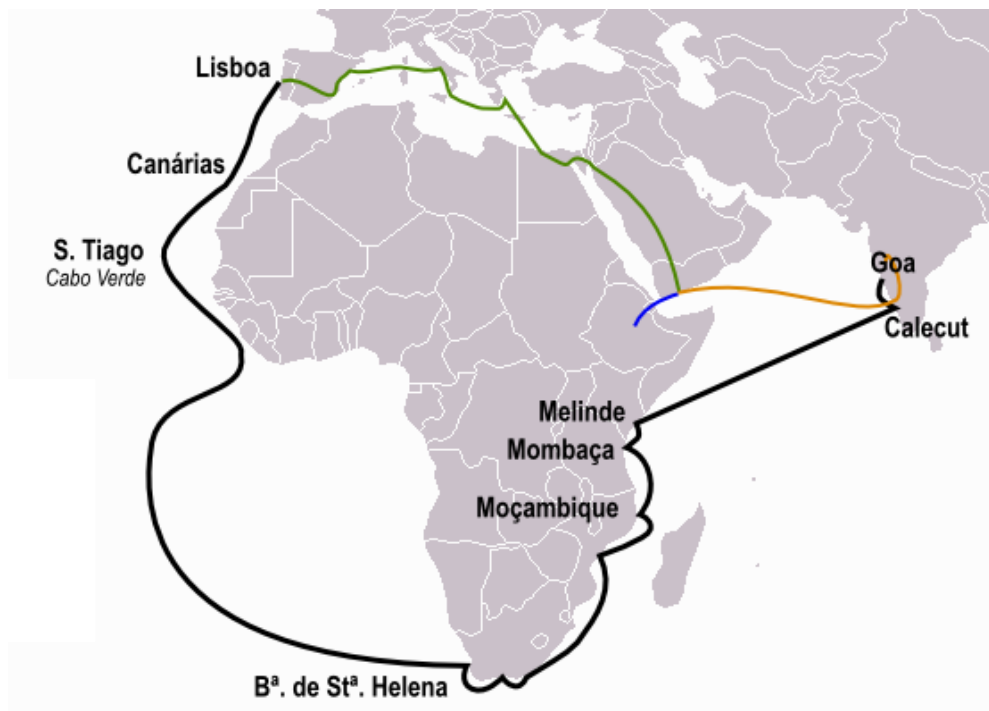 Lisboa
Canárias
S. Tiago
Cabo Verde
Goa
Calecut
Melinde
Mombaça
Moçambique
Bª. de Stª. Helena